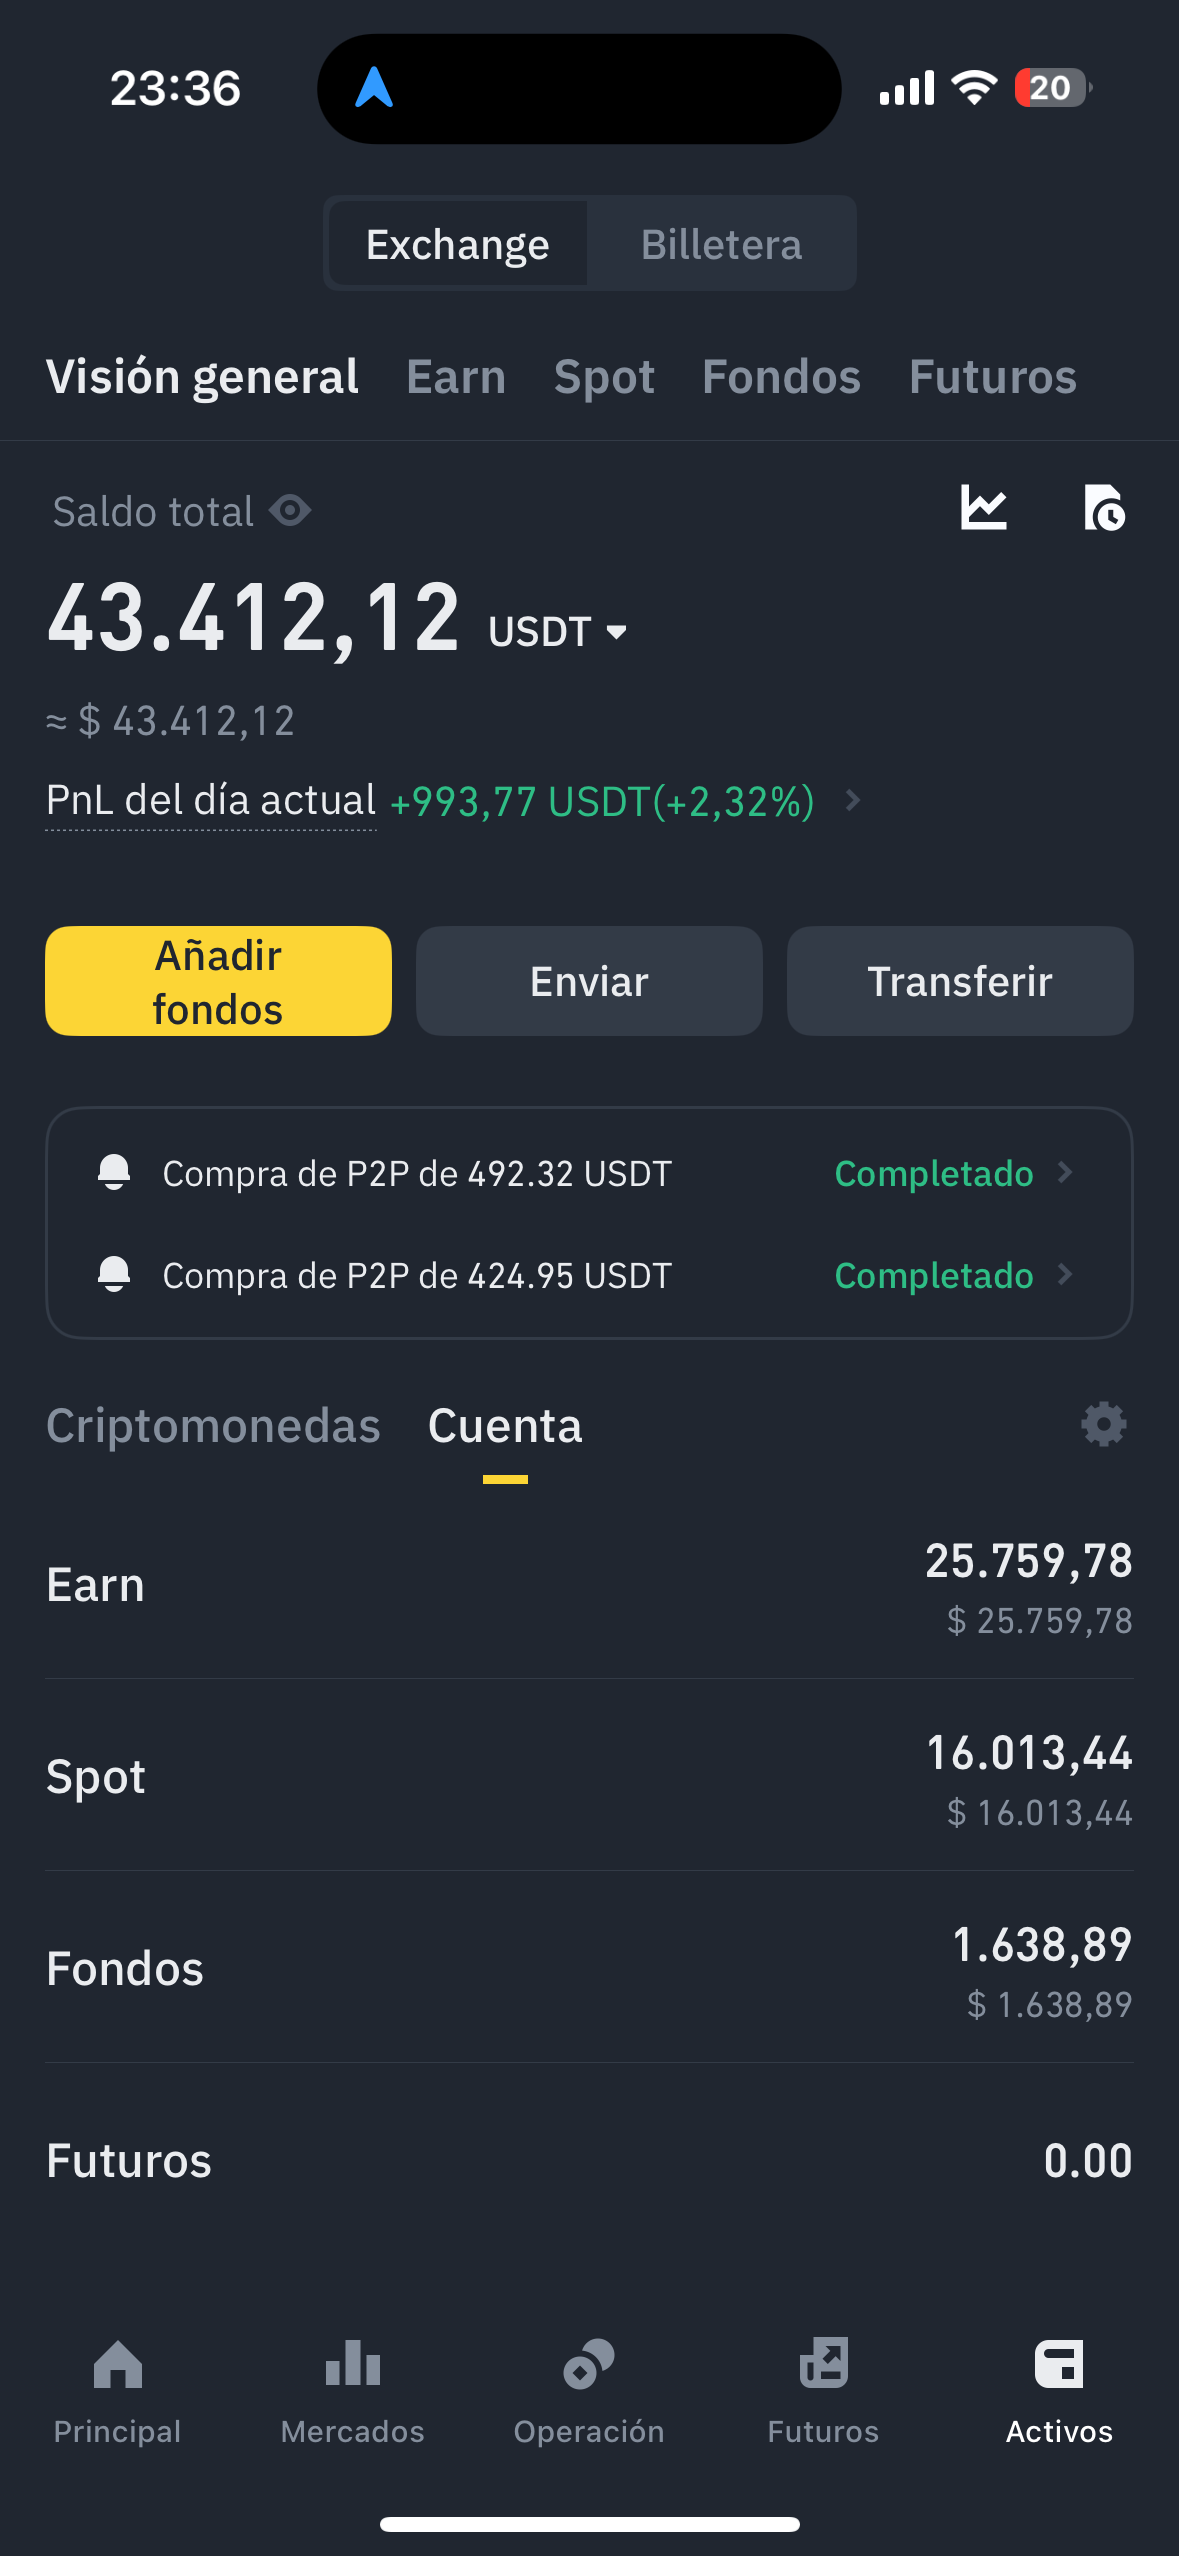 23:36
20
Exchange Billetera
Visión general Earn Spot Fondos Futuros
Saldo total
43.412,12 USDT
≈ $ 43.412,12
PnL del día actual +993,77 USDT(+2,32%)
Añadir
fondos
Enviar
Transferir
Compra de P2P de 492.32 USDT Completado
Compra de P2P de 424.95 USDT Completado
Criptomonedas Cuenta
Earn
25.759,78
$ 25.759,78
Spot
16.013,44
$ 16.013,44
Fondos
1.638,89
$ 1.638,89
Futuros
0.00
Principal Mercados Operación Futuros Activos